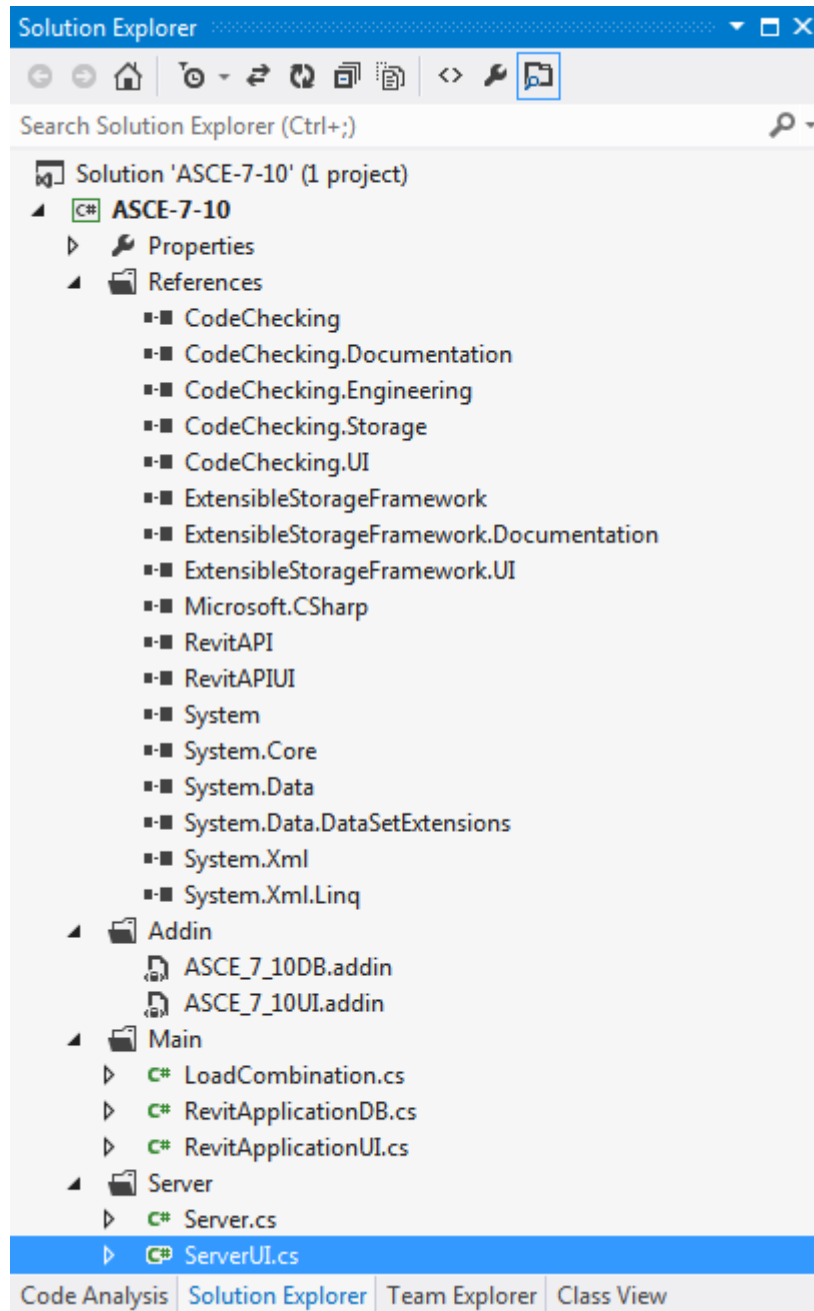 Solution Explorer
Search Solution Explorer (Ctrl+;)
Solution 'ASCE-7-10' (1 project)
C# ASCE-7-10
Properties
References
CodeChecking
CodeChecking.Documentation
CodeChecking.Engineering
CodeChecking.Storage
CodeChecking.UI
ExtensibleStorageFramework
ExtensibleStorageFramework.Documentation
ExtensibleStorageFramework.UI
Microsoft.CSharp
RevitAPI
RevitAPIUI
System
System.Core
System.Data
System.Data.DataSetExtensions
System.Xml
System.Xml.Linq
Addin
ASCE_7_10DB.addin
ASCE_7_10UI.addin
Main
C# LoadCombination.cs
C# RevitApplicationDB.cs
C# RevitApplicationUI.cs
Server
C# Server.cs
C# ServerUI.cs
Code Analysis Solution Explorer Team Explorer Class View